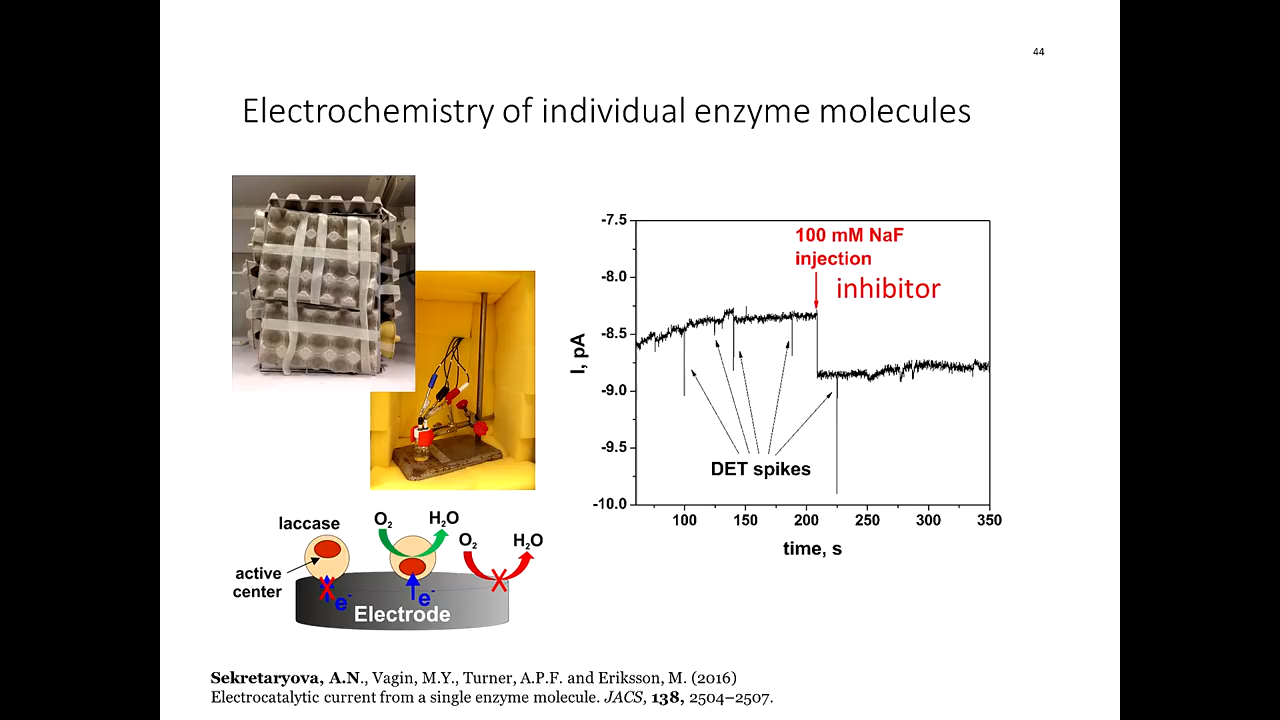 44
Electrochemistry of individual enzyme molecules
-7.5
-8.0
-8.5
-9.0
-9.5
-10.0
I, pA
100 mM NaF
injection
inhibitor
DET spikes
100 150 200 250 300 350
time, s
laccase
O₂ H₂O
O₂ H₂O
active
center
e⁻ e⁻
Electrode
Sekretaryova, A.N., Vagin, M.Y., Turner, A.P.F. and Eriksson, M. (2016)
Electrocatalytic current from a single enzyme molecule. JACS, 138, 2504–2507.